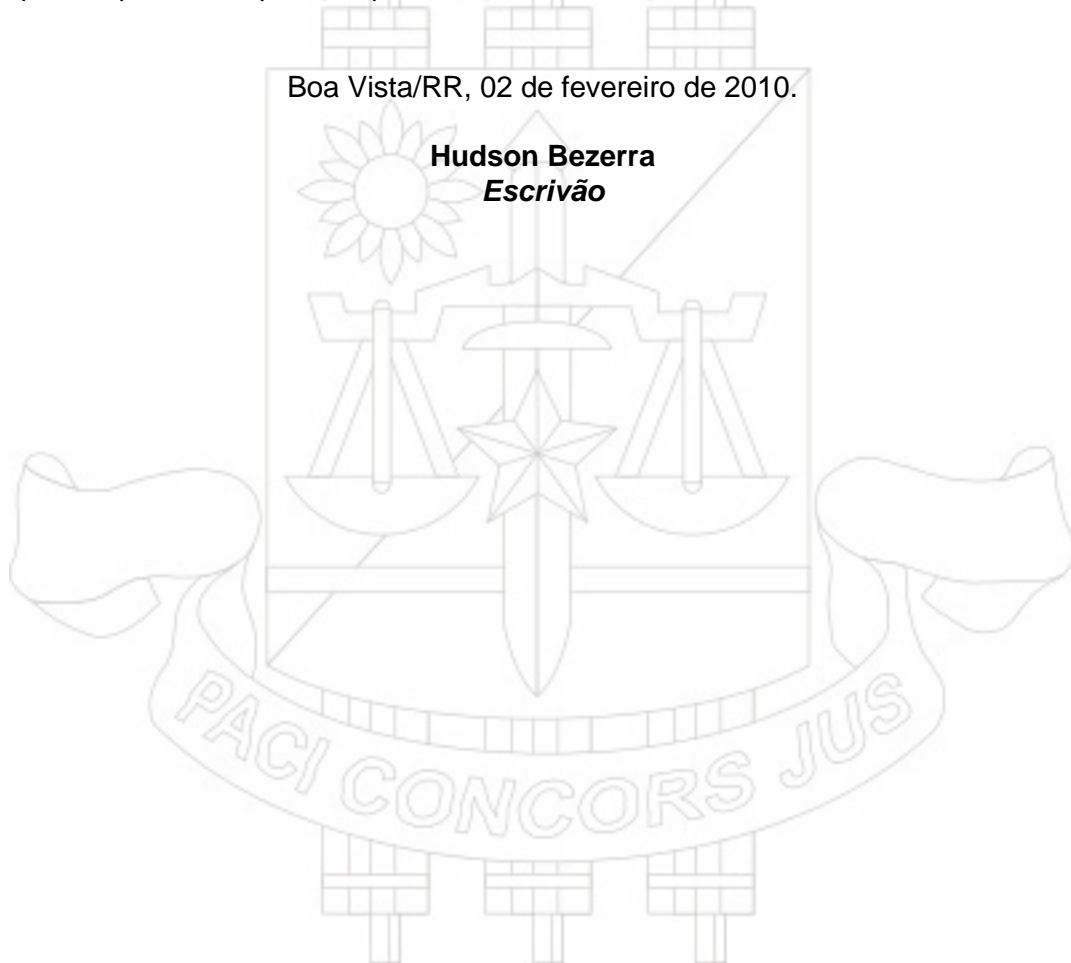 Boa Vista/RR, 02 de fevereiro de 2010.
Hudson Bezerra
Escrivão
PACI CONCORS JUS